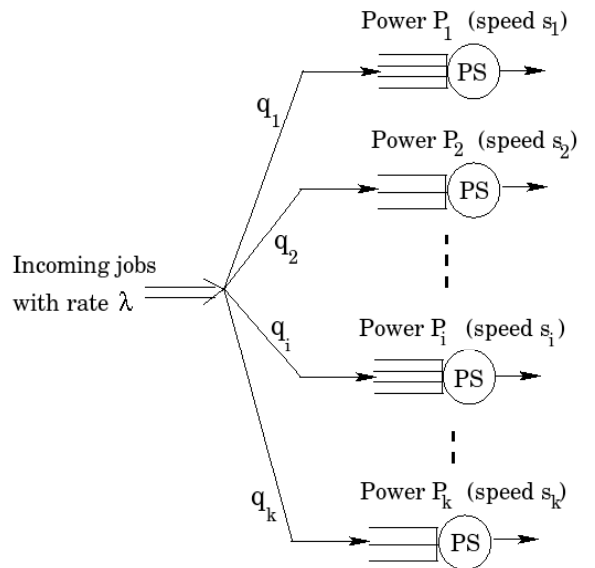 Power P1 (speed s1)
PS
q1
Power P2 (speed s2)
PS
q2
Incoming jobs
with rate λ
Power Pi (speed si)
qi
PS
Power Pk (speed sk)
qk
PS